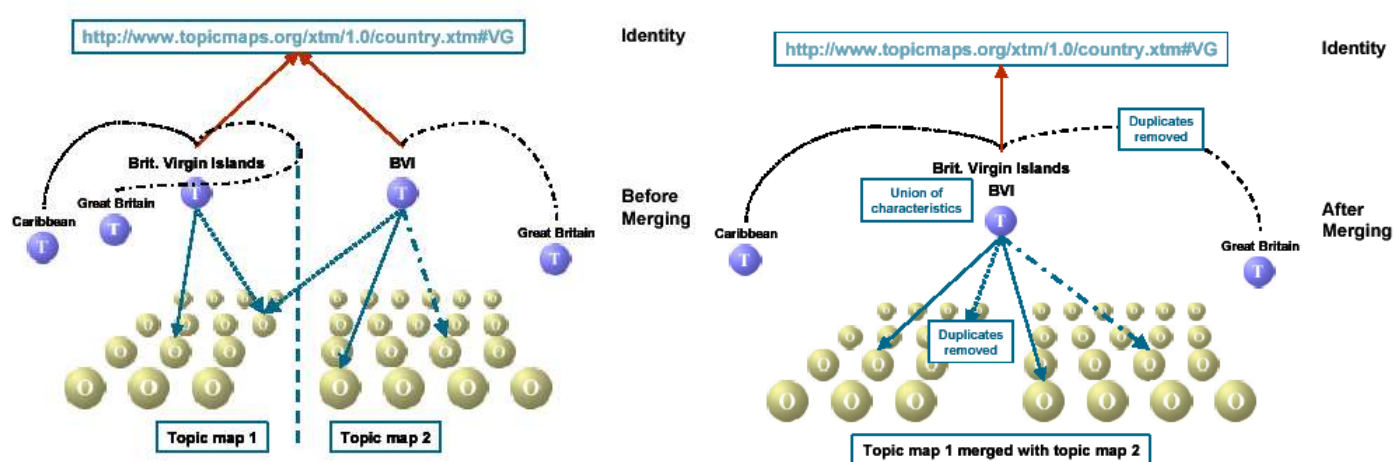 http://www.topicmaps.org/xtm/1.0/country.xtm#VG
Identity
Brit. Virgin Islands
BVI
T
T
Great Britain
Caribbean
T
T
Great Britain
T
Before
Merging
O O O O O O O O
O O O O O O
O O O O O O O
O O O O O O O
Topic map 1
Topic map 2
http://www.topicmaps.org/xtm/1.0/country.xtm#VG
Identity
Duplicates
removed
Brit. Virgin Islands
BVI
Union of
characteristics
T
Caribbean
T
Great Britain
T
After
Merging
O O O O O O O O
O O O O O O O
Duplicates
removed
O O O O O O
O O O O O O O
Topic map 1 merged with topic map 2